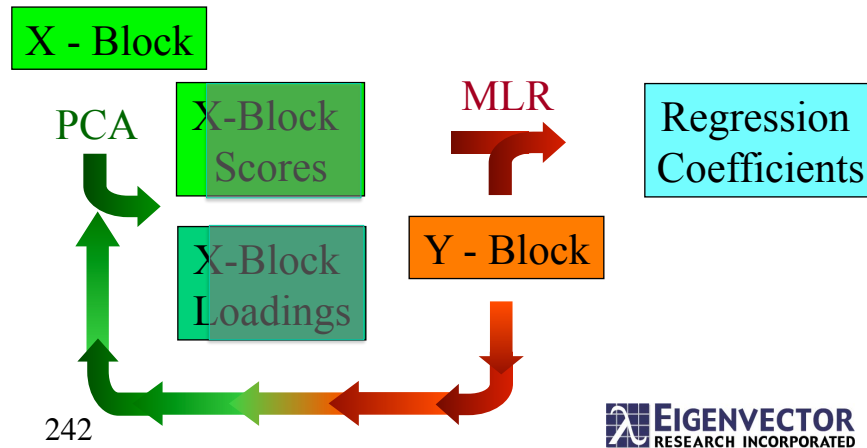 X - Block
PCA
X-Block
Scores
MLR
Regression
Coefficients
X-Block
Loadings
Y - Block
242
EIGENVECTOR
RESEARCH INCORPORATED